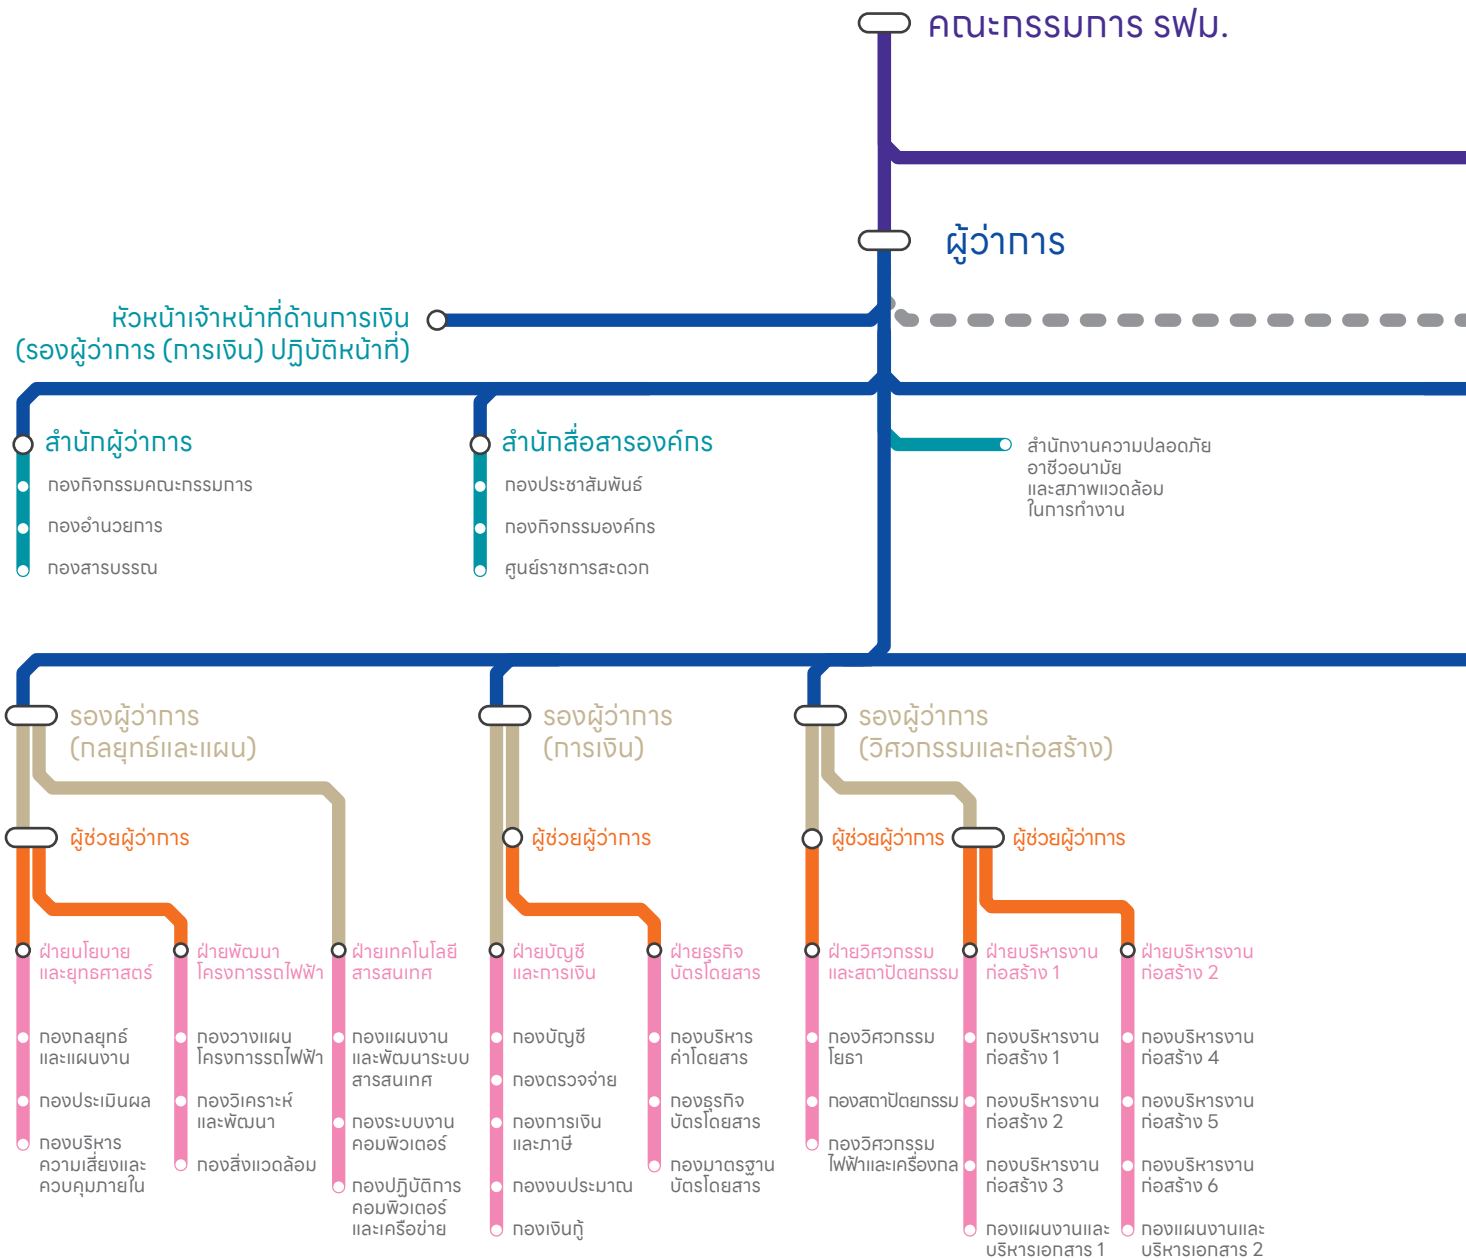 คณะกรรมการ รฟม.
ผู้ว่าการ
หัวหน้าเจ้าหน้าที่ด้านการเงิน
(รองผู้ว่าการ (การเงิน) ปฏิบัติหน้าที่)
สำนักผู้ว่าการ
กองกิจกรรมคณะกรรมการ
กองอำนวยการ
กองสารบรรณ
สำนักสื่อสารองค์กร
กองประชาสัมพันธ์
กองกิจกรรมองค์กร
ศูนย์ราชการสะดวก
สำนักงานความปลอดภัย
อาชีวอนามัย
และสภาพแวดล้อม
ในการทำงาน
รองผู้ว่าการ
(กลยุทธ์และแผน)
ผู้ช่วยผู้ว่าการ
ฝ่ายนโยบาย
และยุทธศาสตร์
กองกลยุทธ์
และแผนงาน
กองประเมินผล
กองบริหาร
ความเสี่ยงและ
ควบคุมภายใน
ฝ่ายพัฒนา
โครงการรถไฟฟ้า
กองวางแผน
โครงการรถไฟฟ้า
กองวิเคราะห์
และพัฒนา
กองสิ่งแวดล้อม
ฝ่ายเทคโนโลยี
สารสนเทศ
กองแผนงาน
และพัฒนาระบบ
สารสนเทศ
กองระบบงาน
คอมพิวเตอร์
กองปฏิบัติการ
คอมพิวเตอร์
และเครือข่าย
รองผู้ว่าการ
(การเงิน)
ผู้ช่วยผู้ว่าการ
ฝ่ายบัญชี
และการเงิน
กองบัญชี
กองตรวจจ่าย
กองการเงิน
และภาษี
กองงบประมาณ
กองเงินกู้
ฝ่ายธุรกิจ
บัตรโดยสาร
กองบริหาร
ค่าโดยสาร
กองธุรกิจ
บัตรโดยสาร
กองมาตรฐาน
บัตรโดยสาร
รองผู้ว่าการ
(วิศวกรรมและก่อสร้าง)
ผู้ช่วยผู้ว่าการ
ฝ่ายวิศวกรรม
และสถาปัตยกรรม
กองวิศวกรรม
โยธา
กองสถาปัตยกรรม
กองวิศวกรรม
ไฟฟ้าและเครื่องกล
ผู้ช่วยผู้ว่าการ
ฝ่ายบริหารงาน
ก่อสร้าง 1
กองบริหารงาน
ก่อสร้าง 1
กองบริหารงาน
ก่อสร้าง 2
กองบริหารงาน
ก่อสร้าง 3
กองแผนงานและ
บริหารเอกสาร 1
ฝ่ายบริหารงาน
ก่อสร้าง 2
กองบริหารงาน
ก่อสร้าง 4
กองบริหารงาน
ก่อสร้าง 5
กองบริหารงาน
ก่อสร้าง 6
กองแผนงานและ
บริหารเอกสาร 2